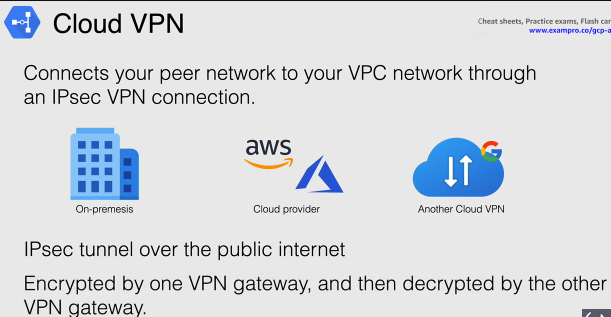 Cloud VPN
Cheat sheets, Practice exams, Flash car
www.exampro.co/gcp-a
Connects your peer network to your VPC network through
an IPsec VPN connection.
aws
G
On-premesis
Cloud provider
Another Cloud VPN
IPsec tunnel over the public internet
Encrypted by one VPN gateway, and then decrypted by the other
VPN gateway.